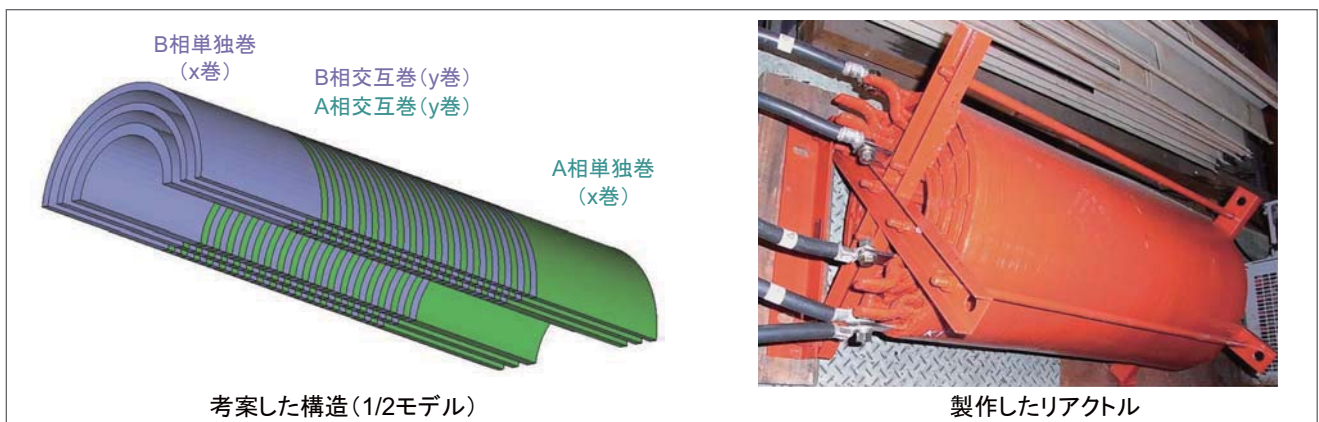 B相単独巻
（x巻）
B相交互巻（y巻）
A相交互巻（y巻）
A相単独巻
（x巻）
考案した構造（1/2モデル）
製作したリアクトル